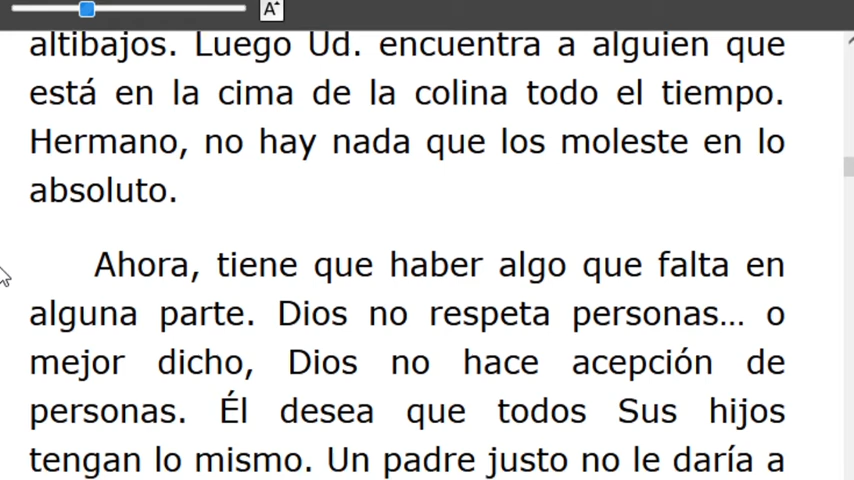 A
altibajos. Luego Ud. encuentra a alguien que
está en la cima de la colina todo el tiempo.
Hermano, no hay nada que los moleste en lo
absoluto.
Ahora, tiene que haber algo que falta en
alguna parte. Dios no respeta personas… o
mejor dicho, Dios no hace acepción de
personas. Él desea que todos Sus hijos
tengan lo mismo. Un padre justo no le daría a